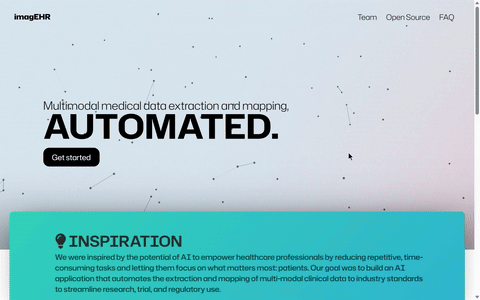 imagEHR
Team Open Source FAQ
Multimodal medical data extraction and mapping,
AUTOMATED.
Get started
INSPIRATION
We were inspired by the potential of AI to empower healthcare professionals by reducing repetitive, time-
consuming tasks and letting them focus on what matters most: patients. Our goal was to build an AI
application that automates the extraction and mapping of multi-modal clinical data to industry standards
to streamline research, trial, and regulatory use.